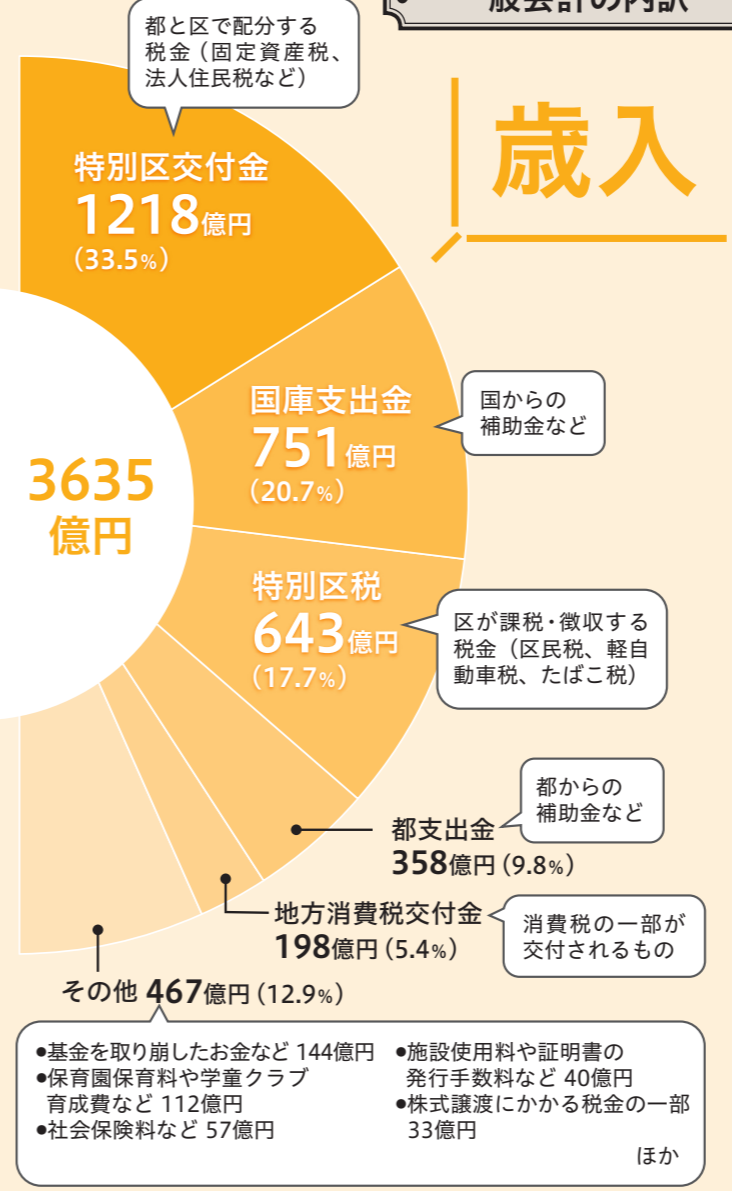 般会計の内訳
歳入
都と区で配分する
税金（固定資産税、
法人住民税など）
特別区交付金
1218億円
（33.5％）
国庫支出金
751億円
（20.7％）
国からの
補助金など
3635
億円
特別区税
643億円
（17.7％）
区が課税・徴収する
税金（区民税、軽自
動車税、たばこ税）
都からの
補助金など
都支出金
358億円（9.8％）
地方消費税交付金
198億円（5.4％）
消費税の一部が
交付されるもの
その他 467億円（12.9％）
●基金を取り崩したお金など 144億円
●保育園保育料や学童クラブ
育成費など 112億円
●社会保険料など 57億円
●施設使用料や証明書の
発行手数料など 40億円
●株式譲渡にかかる税金の一部
33億円
ほか